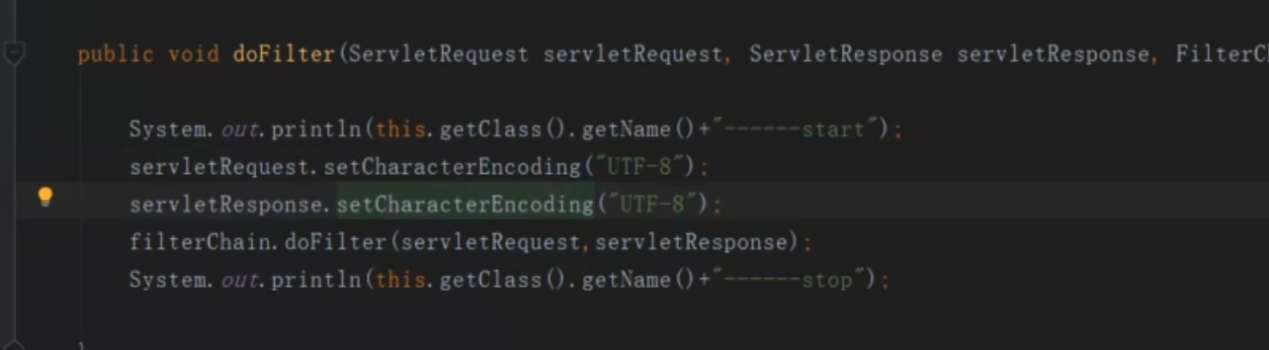 public void doFilter(ServletRequest servletRequest, ServletResponse servletResponse, FilterC
System.out.println(this.getClass().getName()+"------start");
servletRequest.setCharacterEncoding("UTF-8");
servletResponse.setCharacterEncoding("UTF-8");
filterChain.doFilter(servletRequest,servletResponse);
System.out.println(this.getClass().getName()+"------stop");
}